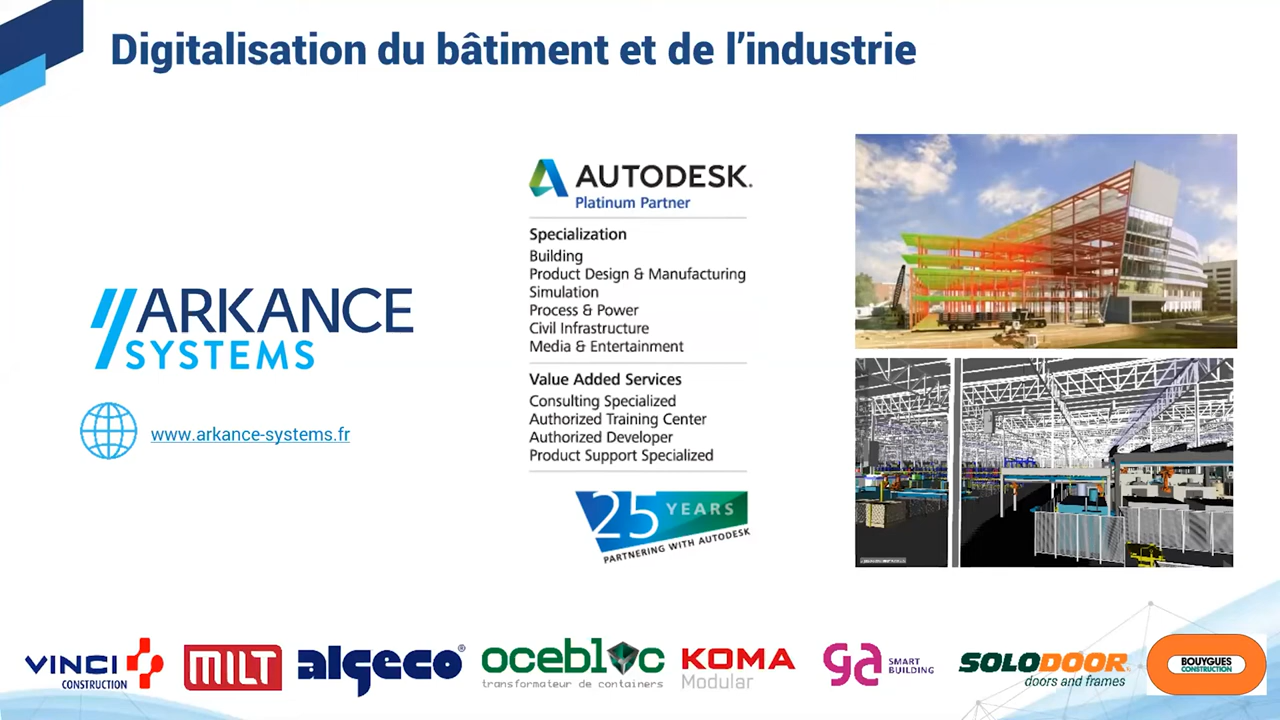 Digitalisation du bâtiment et de l’industrie
ARKANCE
SYSTEMS
www.arkance-systems.fr
AUTODESK.
Platinum Partner
Specialization
Building
Product Design & Manufacturing
Simulation
Process & Power
Civil Infrastructure
Media & Entertainment
Value Added Services
Consulting Specialized
Authorized Training Center
Authorized Developer
Product Support Specialized
25 YEARS
PARTNERING WITH AUTODESK
VINCI
CONSTRUCTION
MILT
algeco®
ocebloc
transformateur de containers
KOMA
Modular
ga
SMART
BUILDING
SOLODOOR
doors and frames
BOUYGUES
CONSTRUCTION